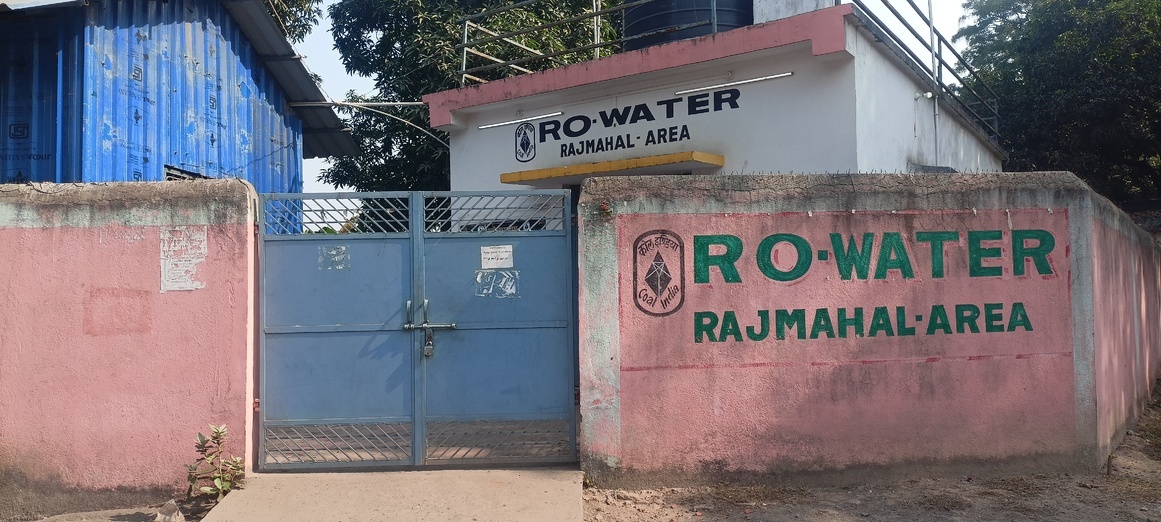 RO·WATER
RAJMAHAL-AREA
कोल इण्डिया
Coal India
RO·WATER
RAJMAHAL-AREA